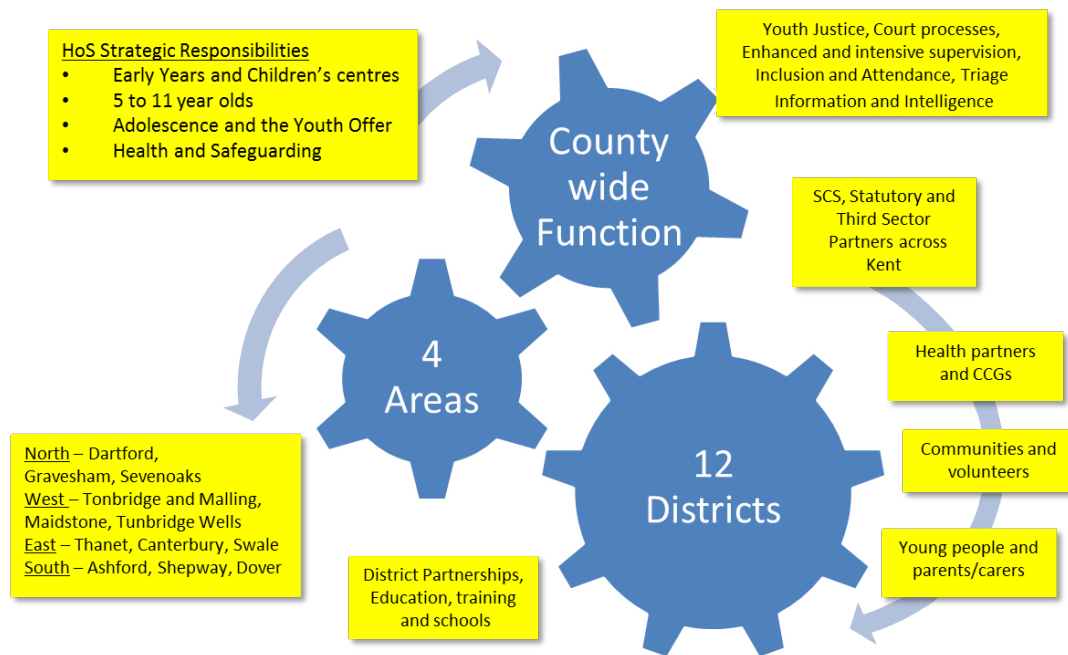 HoS Strategic Responsibilities
• Early Years and Children’s centres
• 5 to 11 year olds
• Adolescence and the Youth Offer
• Health and Safeguarding
Youth Justice, Court processes,
Enhanced and intensive supervision,
Inclusion and Attendance, Triage
Information and Intelligence
County
wide
Function
SCS, Statutory and
Third Sector
Partners across
Kent
4
Areas
Health partners
and CCGs
North – Dartford,
Gravesham, Sevenoaks
West – Tonbridge and Malling,
Maidstone, Tunbridge Wells
East – Thanet, Canterbury, Swale
South – Ashford, Shepway, Dover
12
Districts
Communities and
volunteers
Young people and
parents/carers
District Partnerships,
Education, training
and schools